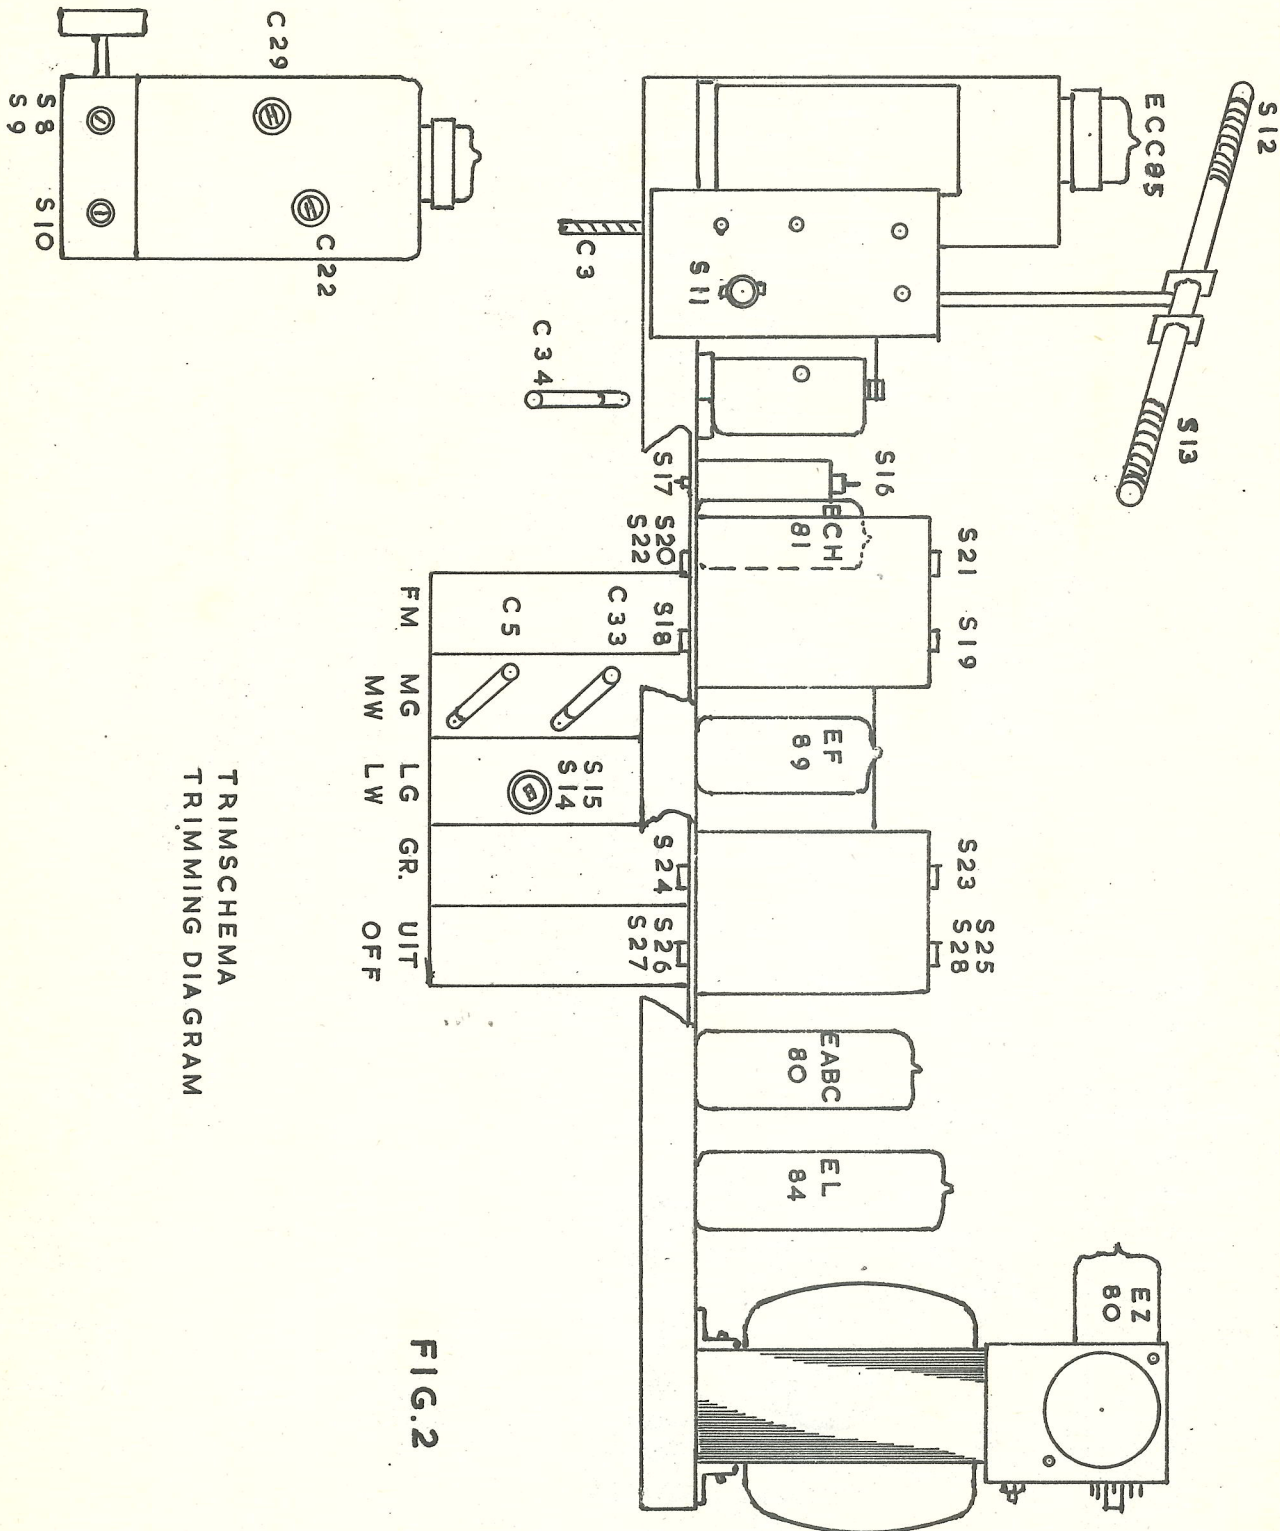 S12
S13
ECC85
S11
C3
C34
C29
C22
S8
S9
S10
S16
S17
ECH
81
S21
S19
S20
S22
S18
C33
C5
EF
89
S15
S14
S23
S25
S28
S24
S26
S27
EABC
80
EL
84
EZ
80
FM
MG
MW
LG
LW
GR.
UIT
OFF
TRIMSCHEMA
TRIMMING DIAGRAM
FIG.2